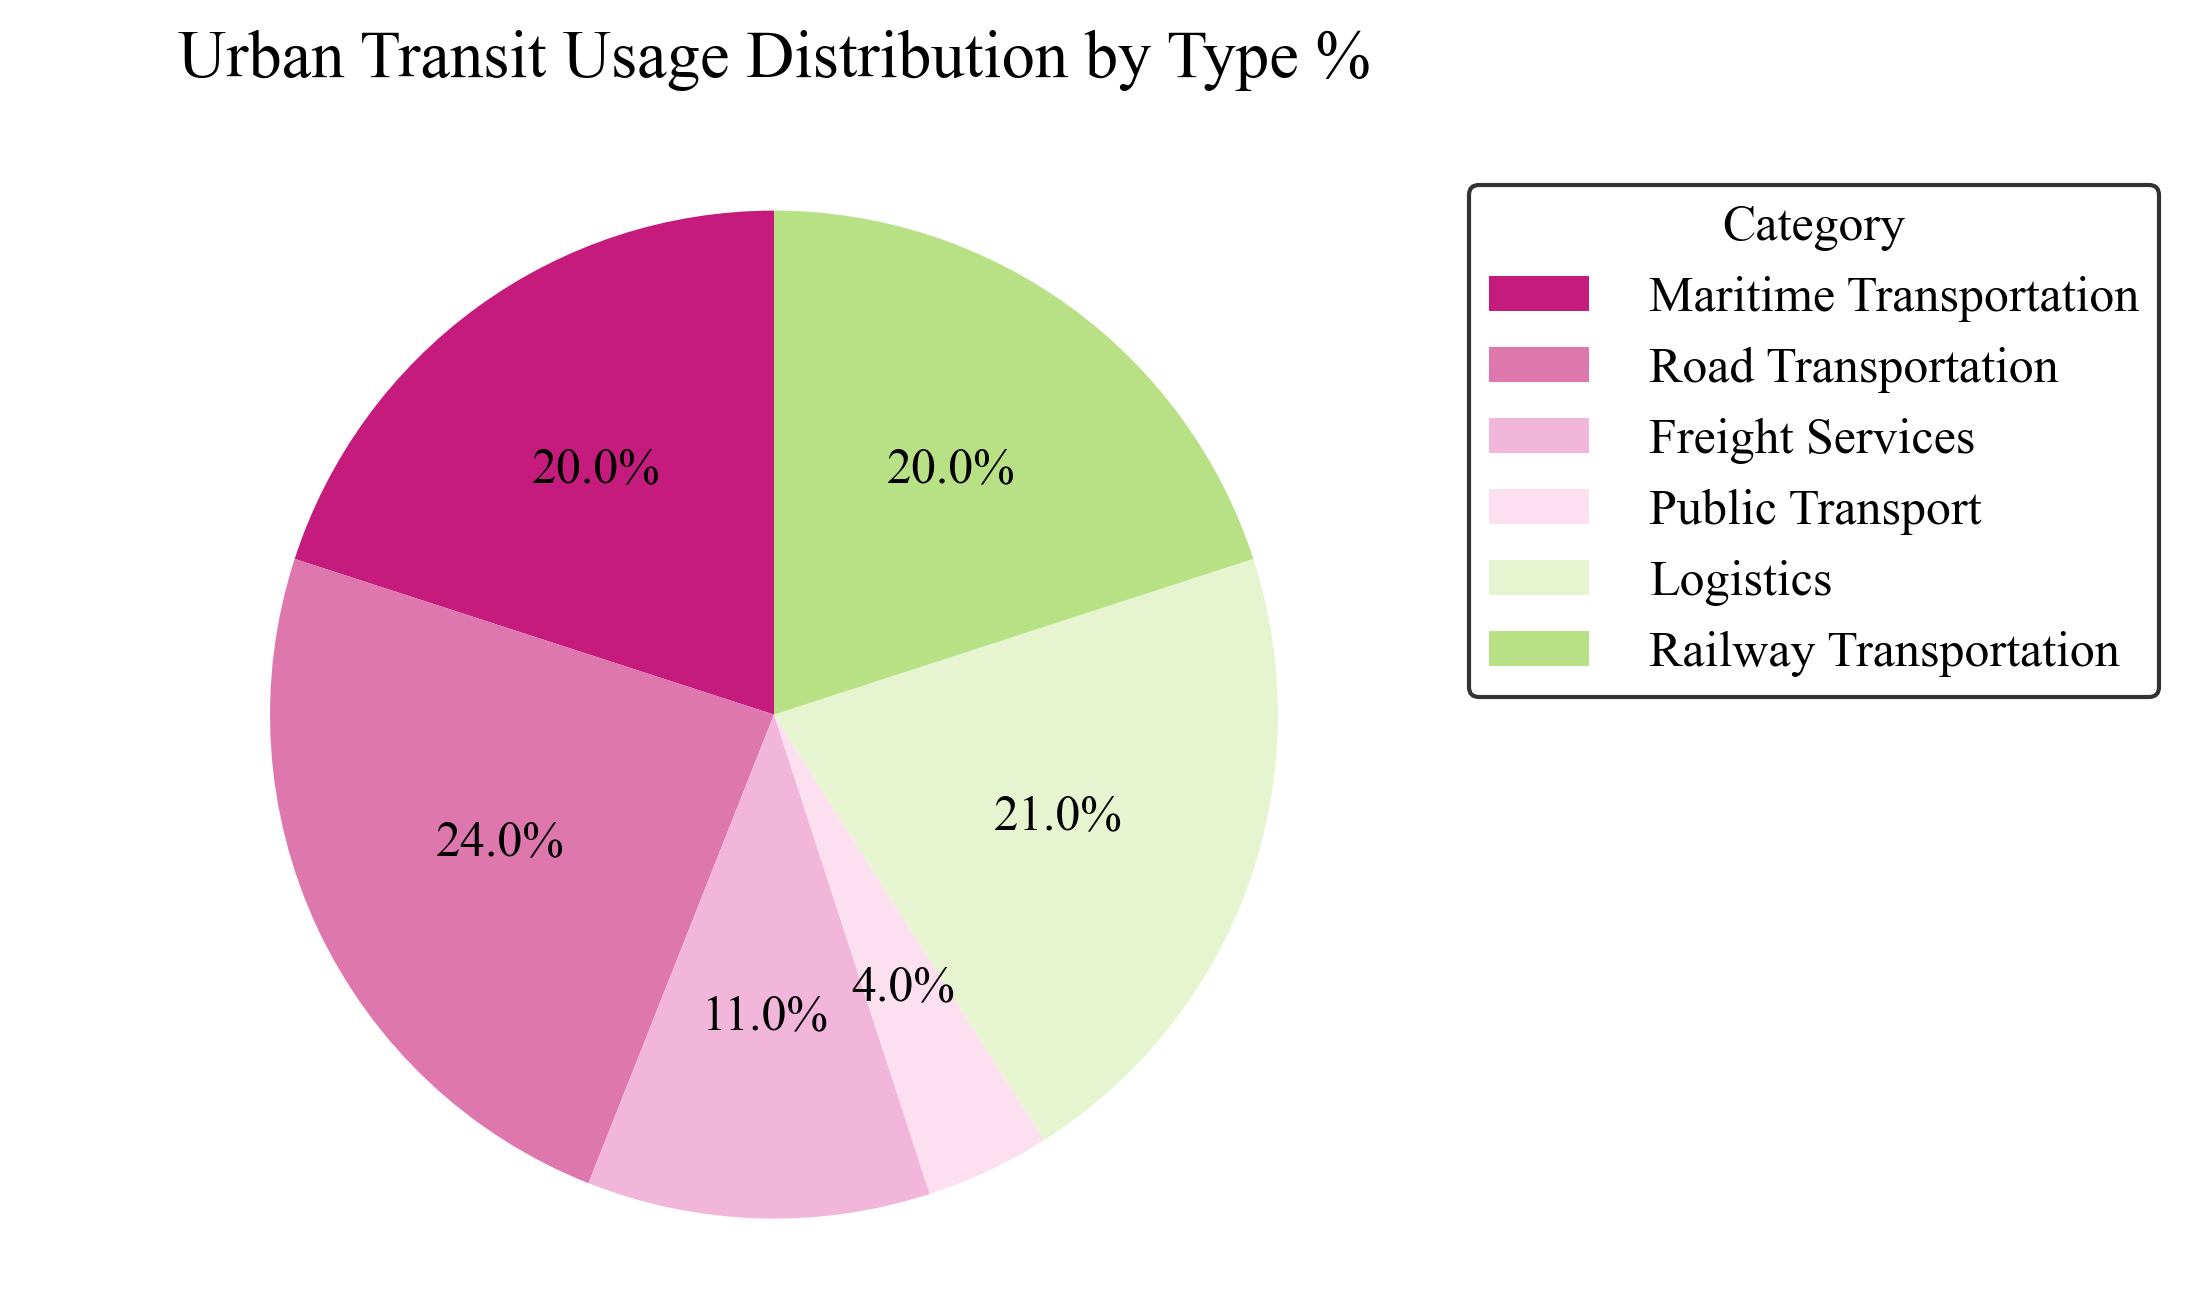 Urban Transit Usage Distribution by Type %
Category
Maritime Transportation
Road Transportation
Freight Services
Public Transport
Logistics
Railway Transportation
20.0%
20.0%
24.0%
21.0%
11.0%
4.0%